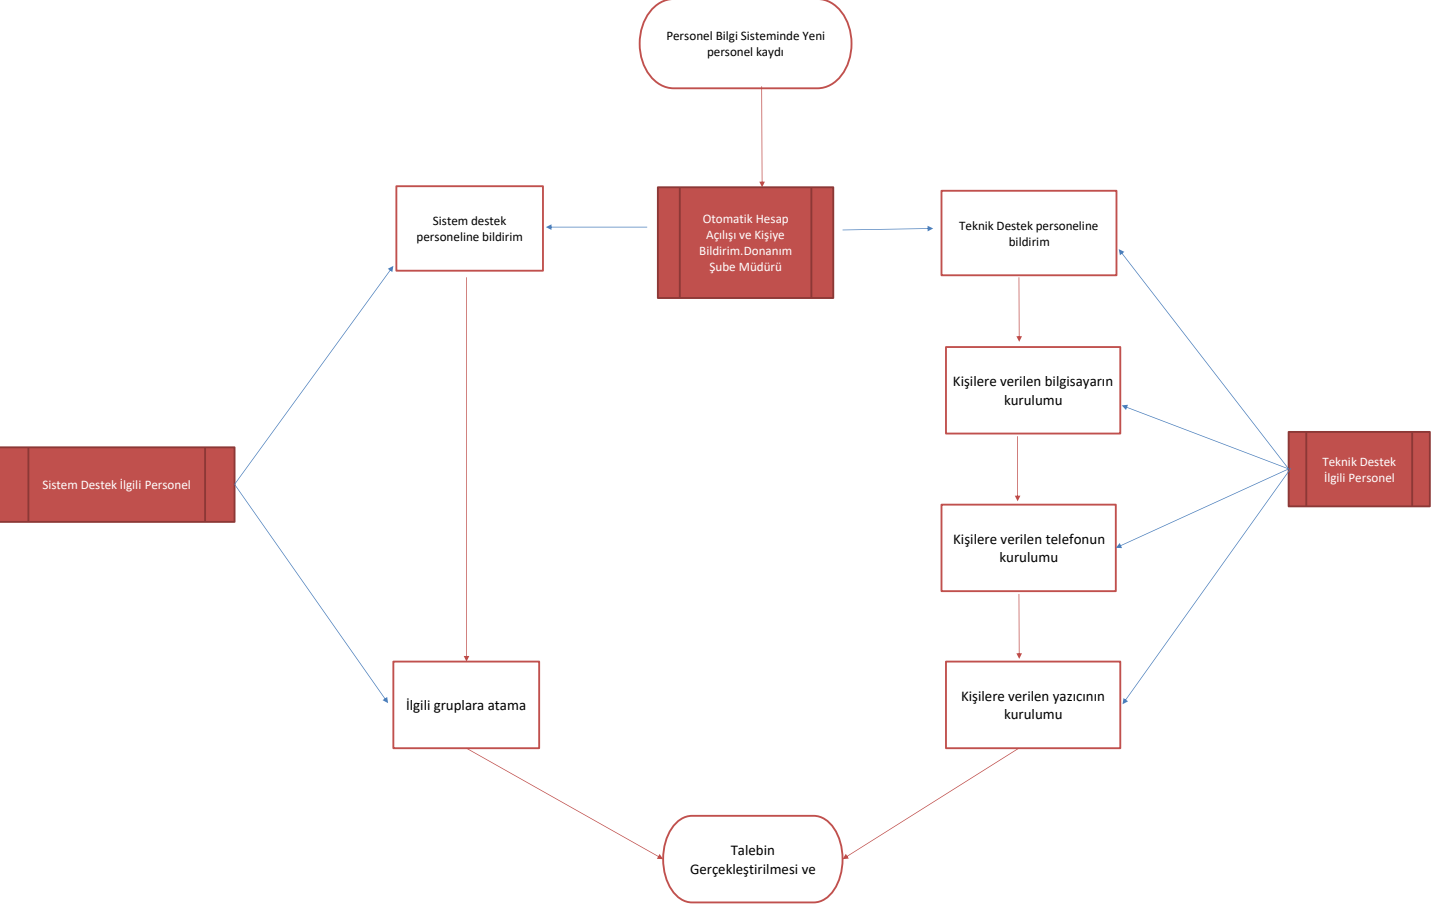 Personel Bilgi Sisteminde Yeni
personel kaydı
Sistem destek
personeline bildirim
Otomatik Hesap
Açılışı ve Kişiye
Bildirim.Donanım
Şube Müdürü
Teknik Destek personeline
bildirim
Kişilere verilen bilgisayarın
kurulumu
Sistem Destek İlgili Personel
Teknik Destek
İlgili Personel
Kişilere verilen telefonun
kurulumu
İlgili gruplara atama
Kişilere verilen yazıcının
kurulumu
Talebin
Gerçekleştirilmesi ve